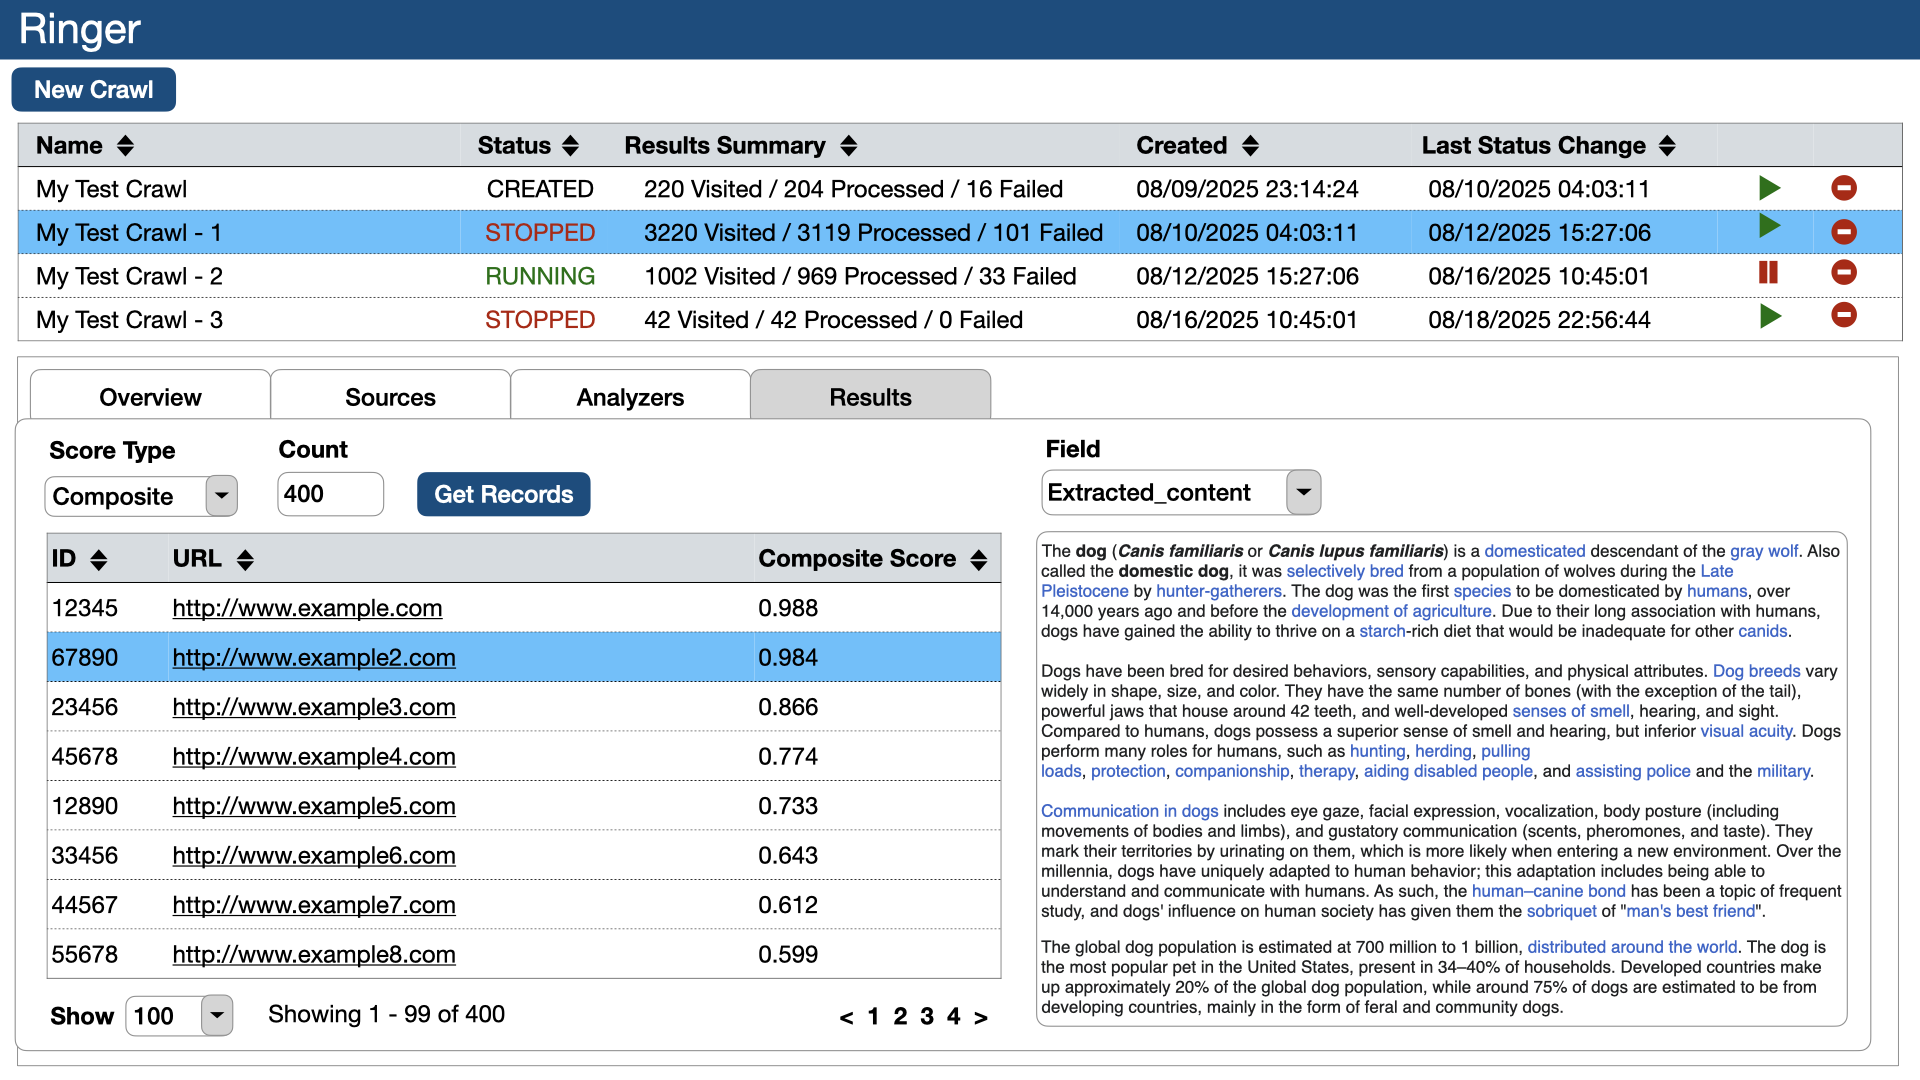 Ringer
New Crawl
Name Status Results Summary Created Last Status Change
My Test Crawl CREATED 220 Visited / 204 Processed / 16 Failed 08/09/2025 23:14:24 08/10/2025 04:03:11
My Test Crawl - 1 STOPPED 3220 Visited / 3119 Processed / 101 Failed 08/10/2025 04:03:11 08/12/2025 15:27:06
My Test Crawl - 2 RUNNING 1002 Visited / 969 Processed / 33 Failed 08/12/2025 15:27:06 08/16/2025 10:45:01
My Test Crawl - 3 STOPPED 42 Visited / 42 Processed / 0 Failed 08/16/2025 10:45:01 08/18/2025 22:56:44
Overview Sources Analyzers Results
Score Type Count
Composite 400 Get Records
ID URL Composite Score
12345 http://www.example.com 0.988
67890 http://www.example2.com 0.984
23456 http://www.example3.com 0.866
45678 http://www.example4.com 0.774
12890 http://www.example5.com 0.733
33456 http://www.example6.com 0.643
44567 http://www.example7.com 0.612
55678 http://www.example8.com 0.599
Show 100 Showing 1 - 99 of 400 < 1 2 3 4 >
Field
Extracted_content
The dog (Canis familiaris or Canis lupus familiaris) is a domesticated descendant of the gray wolf. Also
called the domestic dog, it was selectively bred from a population of wolves during the Late
Pleistocene by hunter-gatherers. The dog was the first species to be domesticated by humans, over
14,000 years ago and before the development of agriculture. Due to their long association with humans,
dogs have gained the ability to thrive on a starch-rich diet that would be inadequate for other canids.
Dogs have been bred for desired behaviors, sensory capabilities, and physical attributes. Dog breeds vary
widely in shape, size, and color. They have the same number of bones (with the exception of the tail),
powerful jaws that house around 42 teeth, and well-developed senses of smell, hearing, and sight.
Compared to humans, dogs possess a superior sense of smell and hearing, but inferior visual acuity. Dogs
perform many roles for humans, such as hunting, herding, pulling
loads, protection, companionship, therapy, aiding disabled people, and assisting police and the military.
Communication in dogs includes eye gaze, facial expression, vocalization, body posture (including
movements of bodies and limbs), and gustatory communication (scents, pheromones, and taste). They
mark their territories by urinating on them, which is more likely when entering a new environment. Over the
millennia, dogs have uniquely adapted to human behavior; this adaptation includes being able to
understand and communicate with humans. As such, the human–canine bond has been a topic of frequent
study, and dogs' influence on human society has given them the sobriquet of "man's best friend".
The global dog population is estimated at 700 million to 1 billion, distributed around the world. The dog is
the most popular pet in the United States, present in 34–40% of households. Developed countries make
up approximately 20% of the global dog population, while around 75% of dogs are estimated to be from
developing countries, mainly in the form of feral and community dogs.